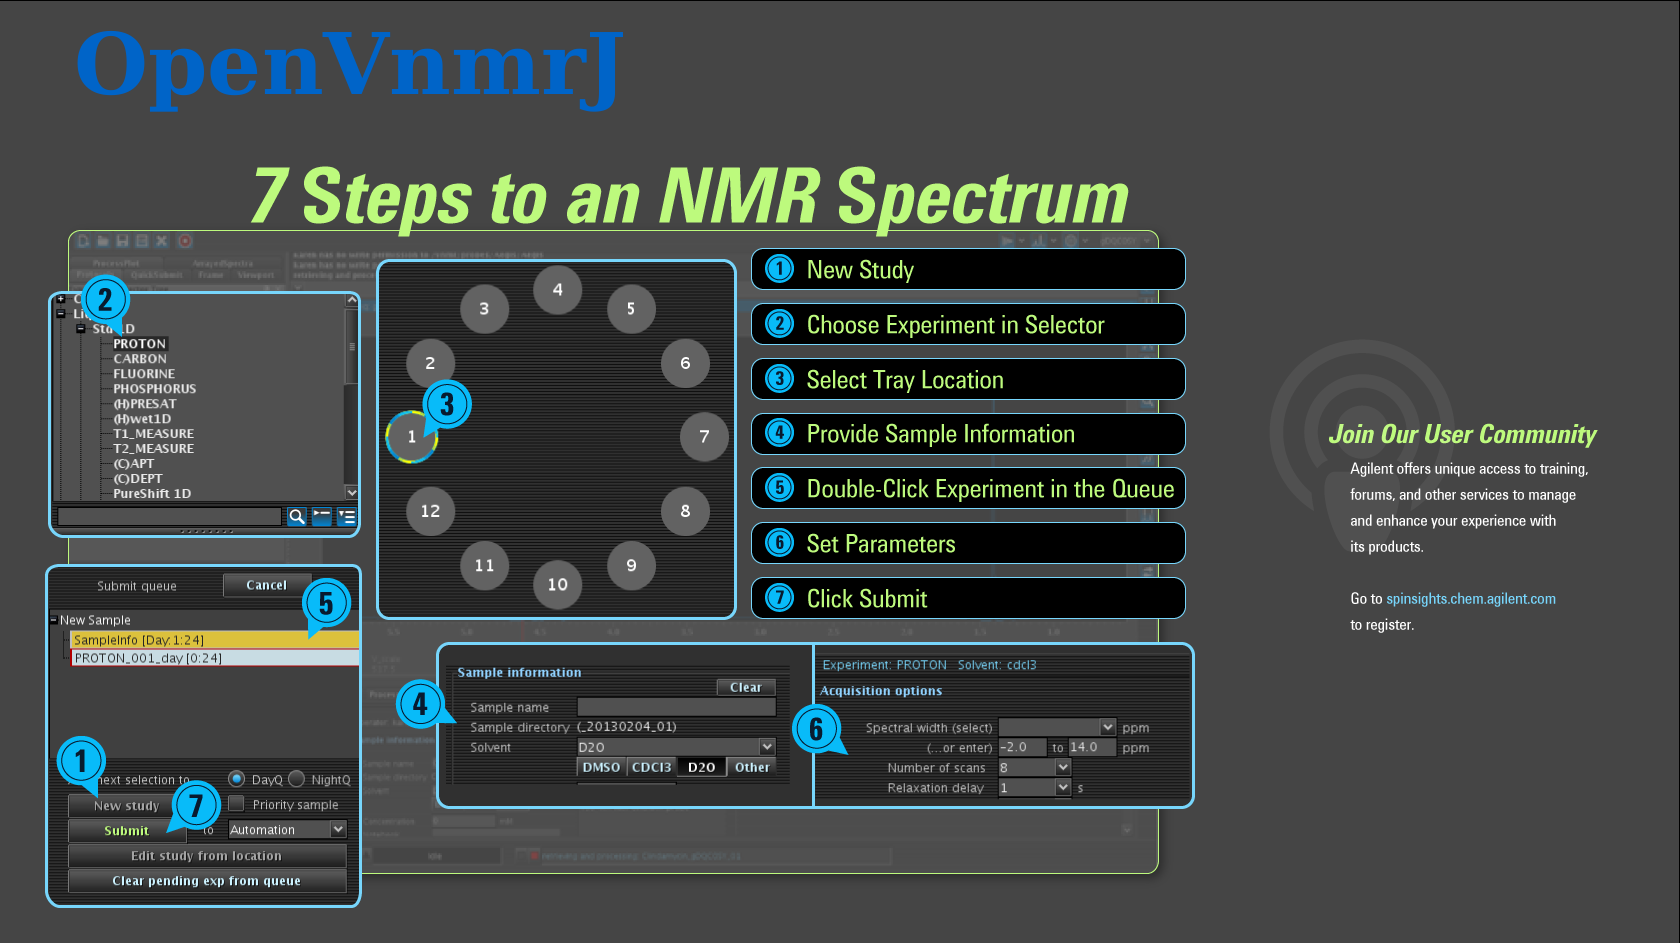 OpenVnmrJ
7 Steps to an NMR Spectrum
ProcessPlot ArrayedSpectra
QuickSubmit Frame Viewport
2
Std 1D
PROTON
CARBON
FLUORINE
PHOSPHORUS
(H)PRESAT
(H)wet1D
T1_MEASURE
T2_MEASURE
(C)APT
(C)DEPT
PureShift 1D
4
3 5
2 6
3
1 7
12 8
11 9
10
1 New Study
2 Choose Experiment in Selector
3 Select Tray Location
4 Provide Sample Information
5 Double-Click Experiment in the Queue
6 Set Parameters
7 Click Submit
Submit queue Cancel
5
New Sample
SampleInfo [Day: 1:24]
PROTON_001_day [0:24]
1
next selection to DayQ NightQ
New study 7 Priority sample
Submit to Automation
Edit study from location
Clear pending exp from queue
4
Sample information
Clear
Sample name
Sample directory (_20130204_01)
Solvent D2O
DMSO CDCl3 D2O Other
6
Experiment: PROTON Solvent: cdcl3
Acquisition options
Spectral width (select) ppm
(...or enter) -2.0 to 14.0 ppm
Number of scans 8
Relaxation delay 1 s
Idle
Join Our User Community
Agilent offers unique access to training,
forums, and other services to manage
and enhance your experience with
its products.
Go to spinsights.chem.agilent.com
to register.